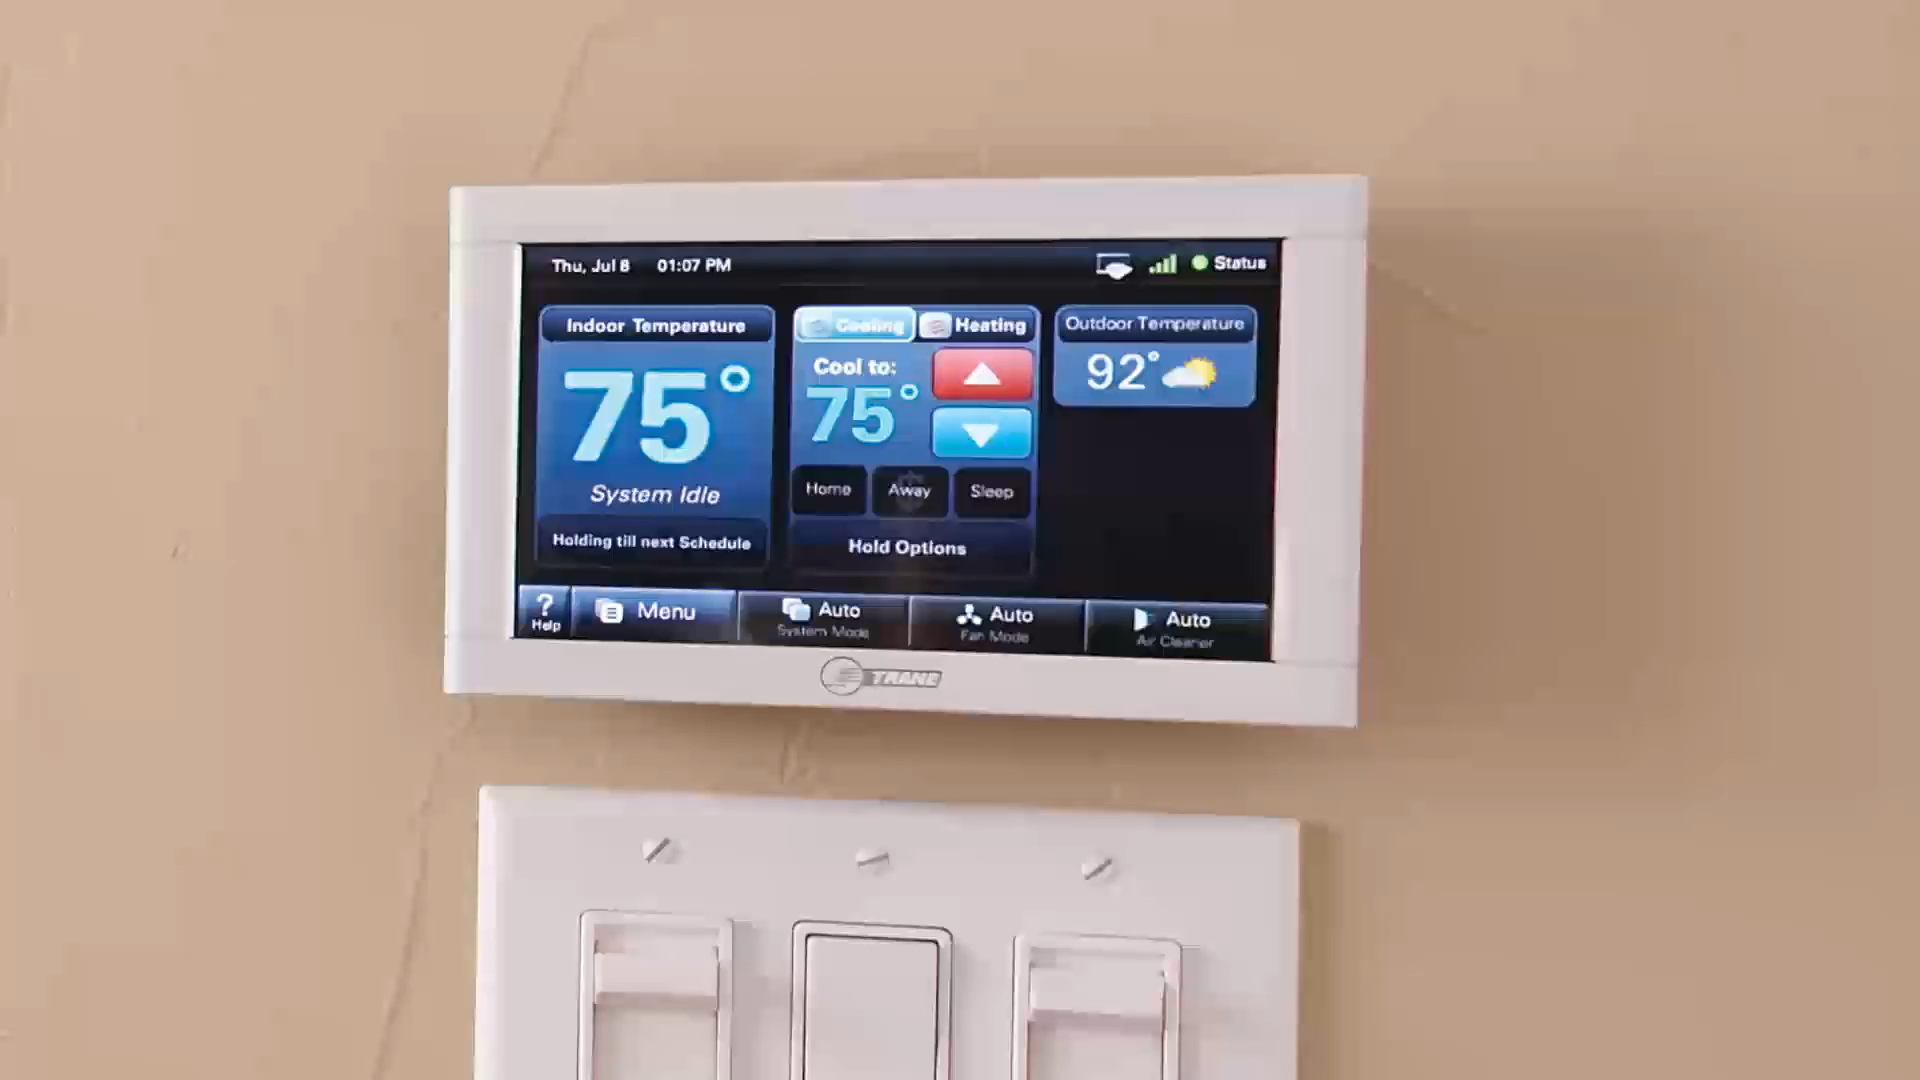 Thu, Jul 8 01:07 PM Status
Indoor Temperature
75°
System Idle
Holding till next Schedule
Cooling Heating
Cool to:
75°
Home Away Sleep
Hold Options
Outdoor Temperature
92°
?
Help
Menu
Auto
System Mode
Auto
Fan Mode
Auto
Air Cleaner
TRANE